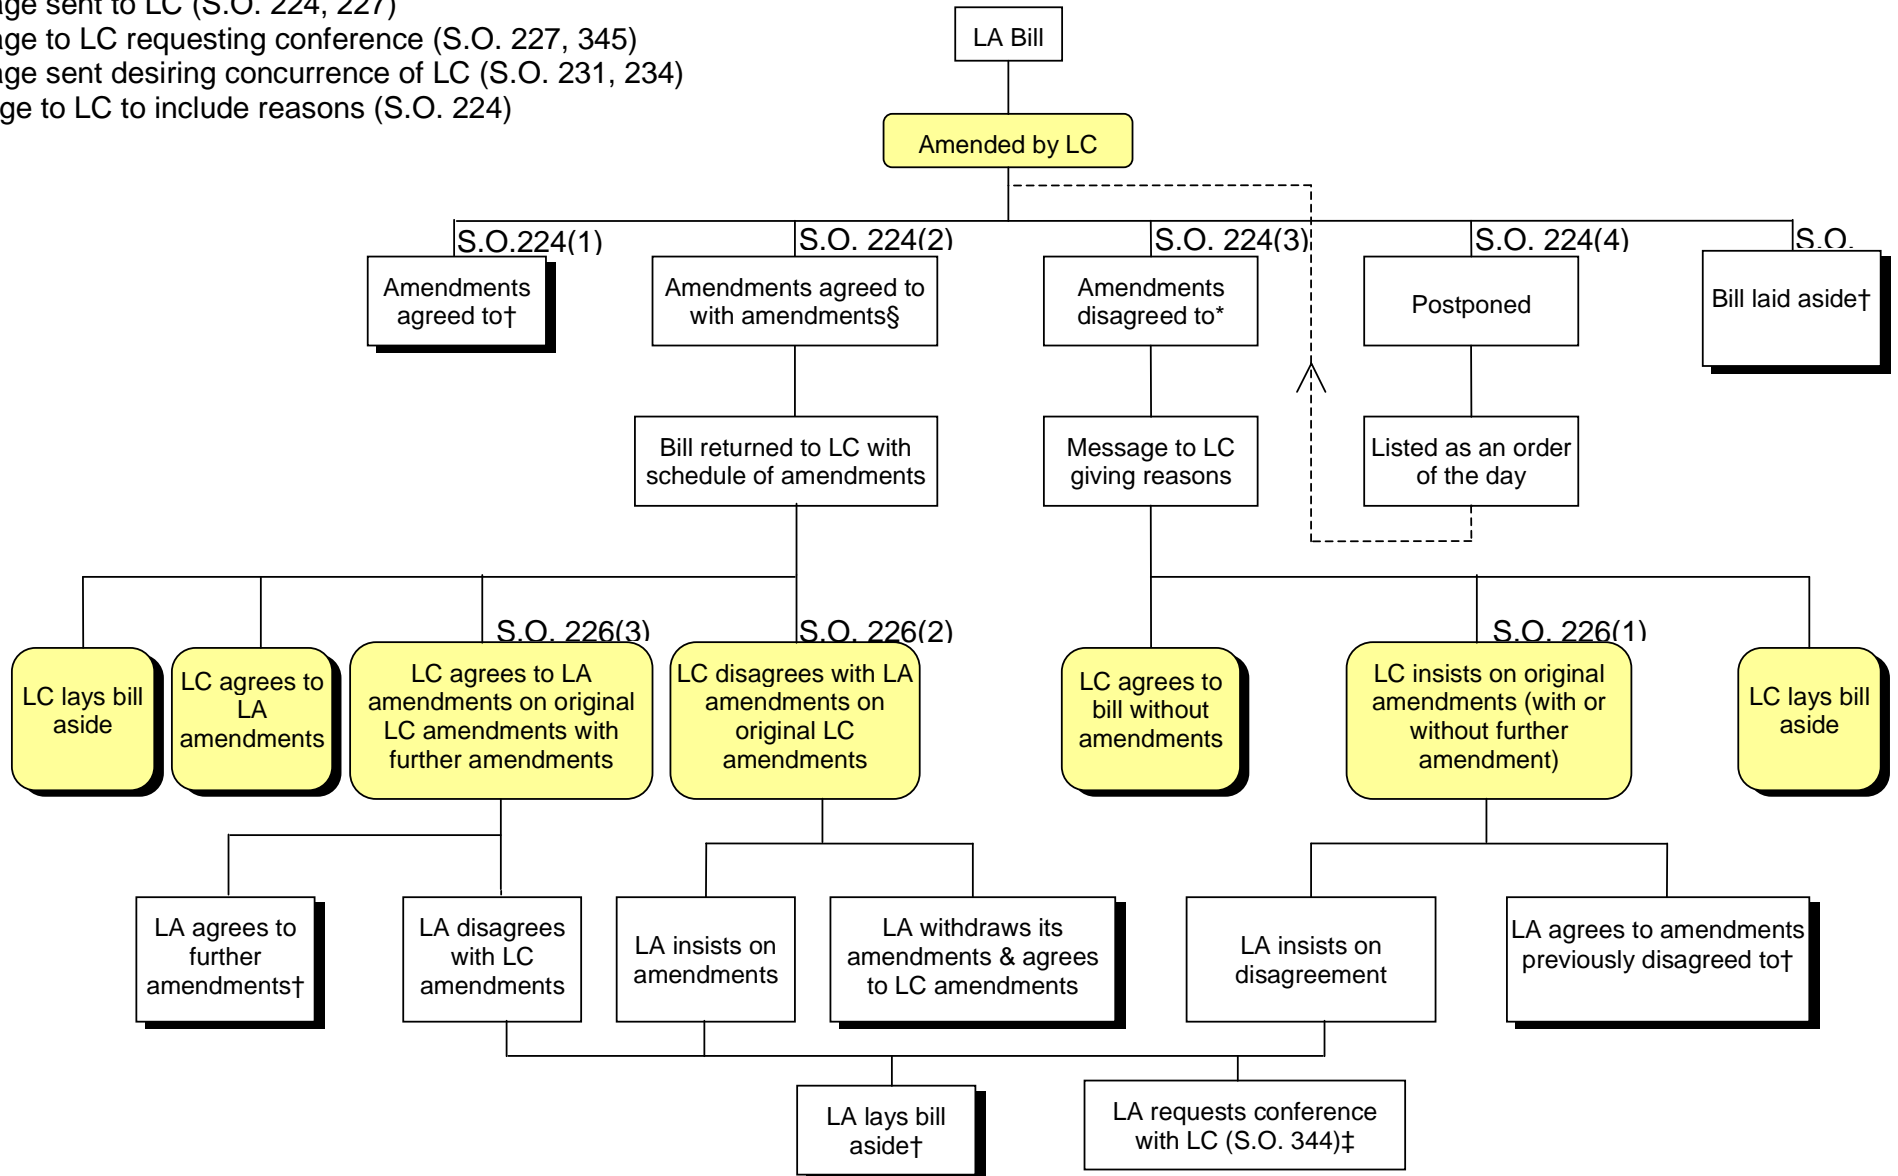 age sent to LC (S.O. 224, 227)
age to LC requesting conference (S.O. 227, 345)
age sent desiring concurrence of LC (S.O. 231, 234)
ge to LC to include reasons (S.O. 224)
LA Bill
Amended by LC
S.O.224(1)
S.O. 224(2)
S.O. 224(3)
S.O. 224(4)
S.O.
Amendments
agreed to†
Amendments agreed to
with amendments§
Amendments
disagreed to*
Postponed
Bill laid aside†
Bill returned to LC with
schedule of amendments
Message to LC
giving reasons
Listed as an order
of the day
S.O. 226(3)
S.O. 226(2)
S.O. 226(1)
LC lays bill
aside
LC agrees to
LA
amendments
LC agrees to LA
amendments on original
LC amendments with
further amendments
LC disagrees with LA
amendments on
original LC
amendments
LC agrees to
bill without
amendments
LC insists on original
amendments (with or
without further
amendment)
LC lays bill
aside
LA agrees to
further
amendments†
LA disagrees
with LC
amendments
LA insists on
amendments
LA withdraws its
amendments & agrees
to LC amendments
LA insists on
disagreement
LA agrees to amendments
previously disagreed to†
LA lays bill
aside†
LA requests conference
with LC (S.O. 344)‡